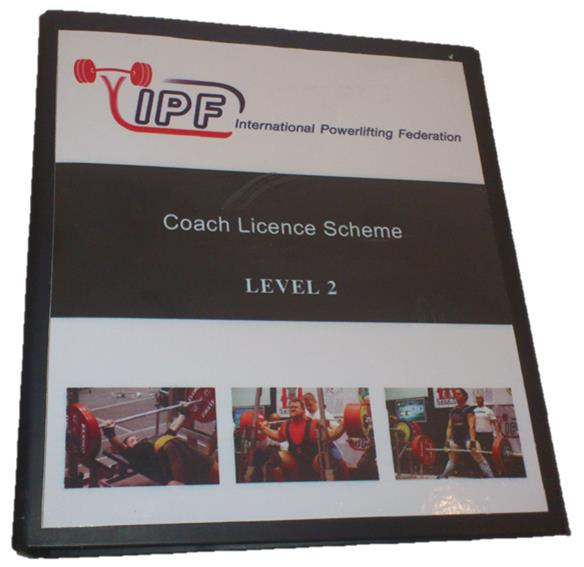 IPF
International Powerlifting Federation
Coach Licence Scheme
LEVEL 2